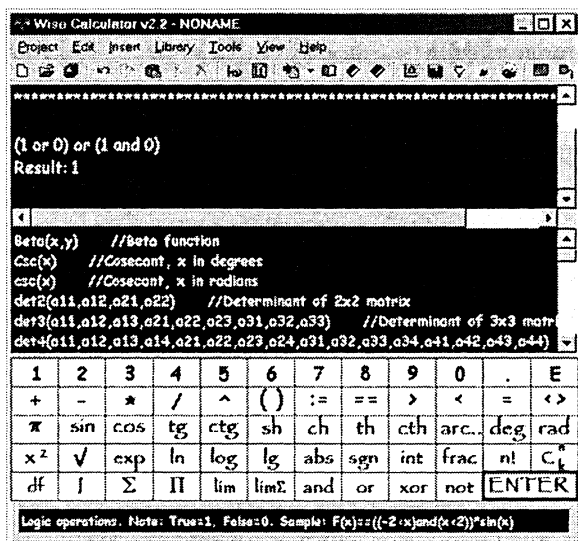 Wise Calculator v2.2 - NONAME
Project Edit Insert Library Tools View Help
(1 or 0) or (1 and 0)
Result: 1
Beta(x,y) //Beta function
Csc(x) //Cosecant, x in degrees
csc(x) //Cosecant, x in radians
det2(a11,a12,a21,a22) //Determinant of 2x2 matrix
det3(a11,a12,a13,a21,a22,a23,a31,a32,a33) //Determinant of 3x3 matri
det4(a11,a12,a13,a14,a21,a22,a23,a24,a31,a32,a33,a34,a41,a42,a43,a44)
1 2 3 4 5 6 7 8 9 0 . E
+ - * / ^ ( ) := == > < = <>
π sin cos tg ctg sh ch th cth arc.. deg rad
x² √ exp ln log lg abs sgn int frac n! Cⁿₖ
df ∫ Σ Π lim limΣ and or xor not ENTER
Logic operations. Note: True=1, False=0. Sample: F(x)==((-2<x)and(x<2))*sin(x)